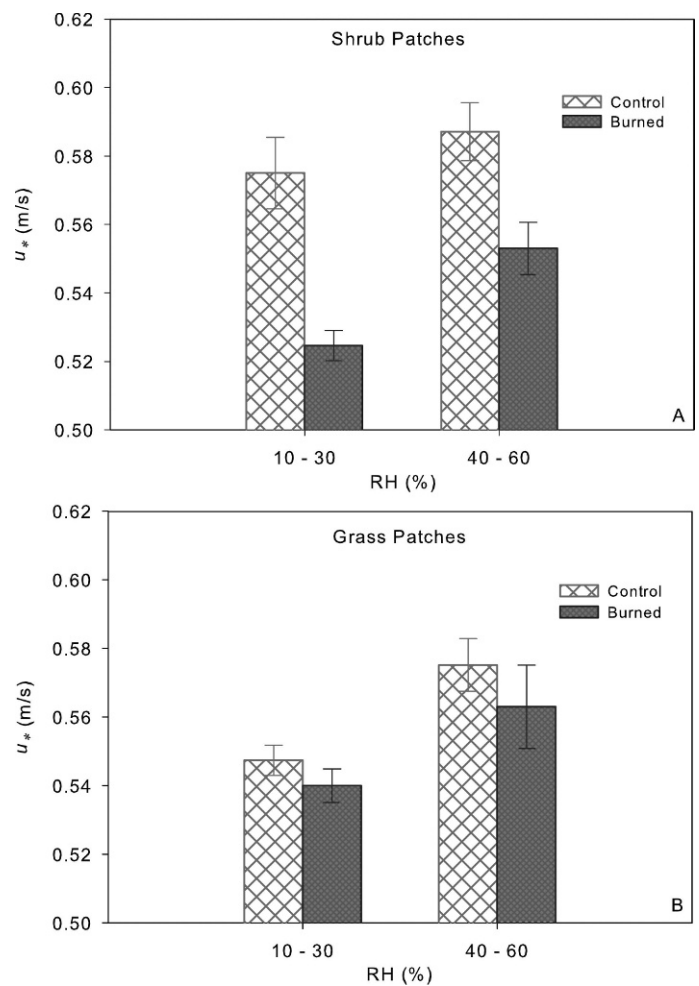 Shrub Patches
0.62
0.60
0.58
0.56
0.54
0.52
0.50
u* (m/s)
Control
Burned
A
10 - 30
40 - 60
RH (%)
Grass Patches
0.62
0.60
0.58
0.56
0.54
0.52
0.50
u* (m/s)
Control
Burned
B
10 - 30
40 - 60
RH (%)